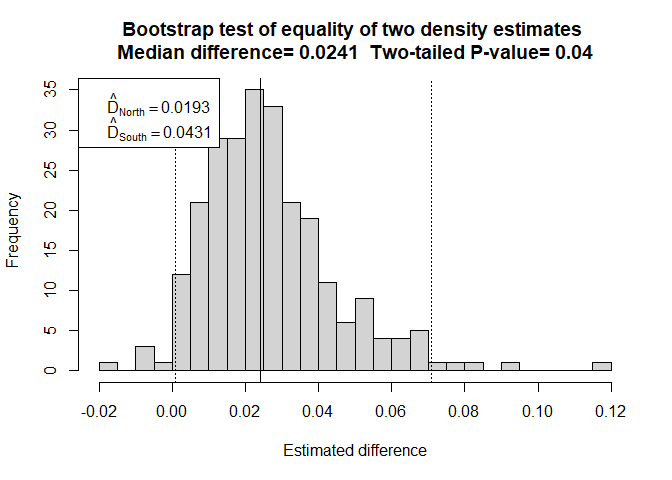 Bootstrap test of equality of two density estimates
Median difference= 0.0241 Two-tailed P-value= 0.04
D̂North = 0.0193
D̂South = 0.0431
Frequency
35
30
25
20
15
10
5
0
-0.02 0.00 0.02 0.04 0.06 0.08 0.10 0.12
Estimated difference